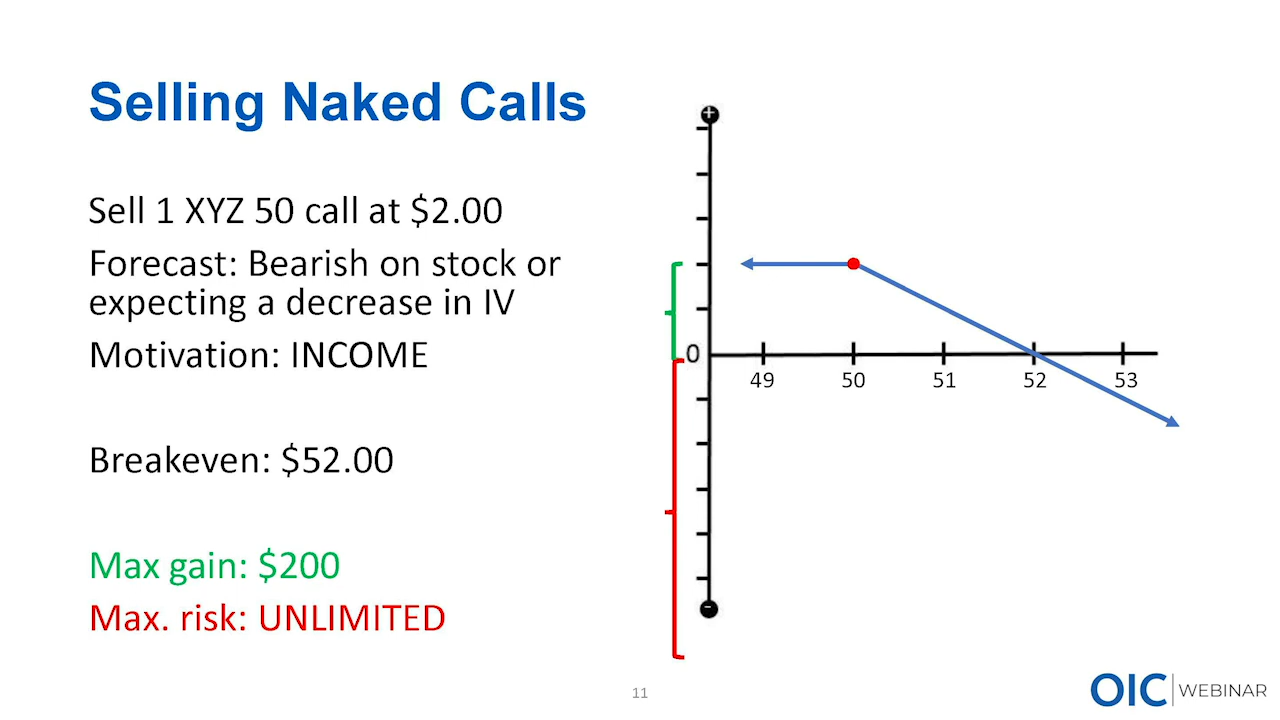 Selling Naked Calls
Sell 1 XYZ 50 call at $2.00
Forecast: Bearish on stock or
expecting a decrease in IV
Motivation: INCOME
Breakeven: $52.00
Max gain: $200
Max. risk: UNLIMITED
+
0
49 50 51 52 53
-
11
OIC WEBINAR